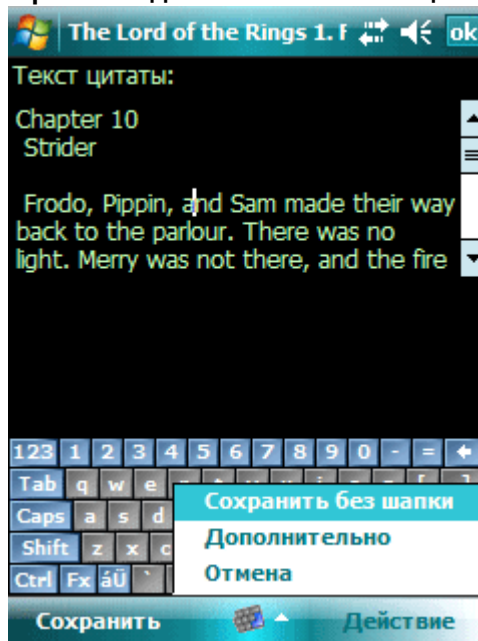 The Lord of the Rings 1. F
ok
Текст цитаты:
Chapter 10
Strider
Frodo, Pippin, and Sam made their way
back to the parlour. There was no
light. Merry was not there, and the fire
123 1 2 3 4 5 6 7 8 9 0 - =
Tab q w e
Caps a s d
Shift z x c
Ctrl Fx áü `
Сохранить без шапки
Дополнительно
Отмена
Сохранить
Действие